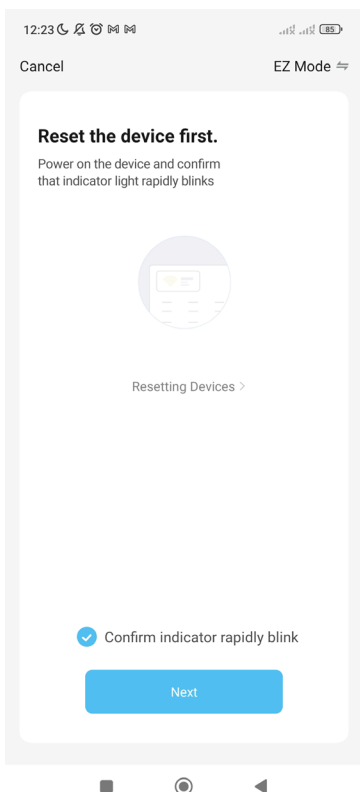 12:23
85
Cancel
EZ Mode
Reset the device first.
Power on the device and confirm
that indicator light rapidly blinks
Resetting Devices >
Confirm indicator rapidly blink
Next